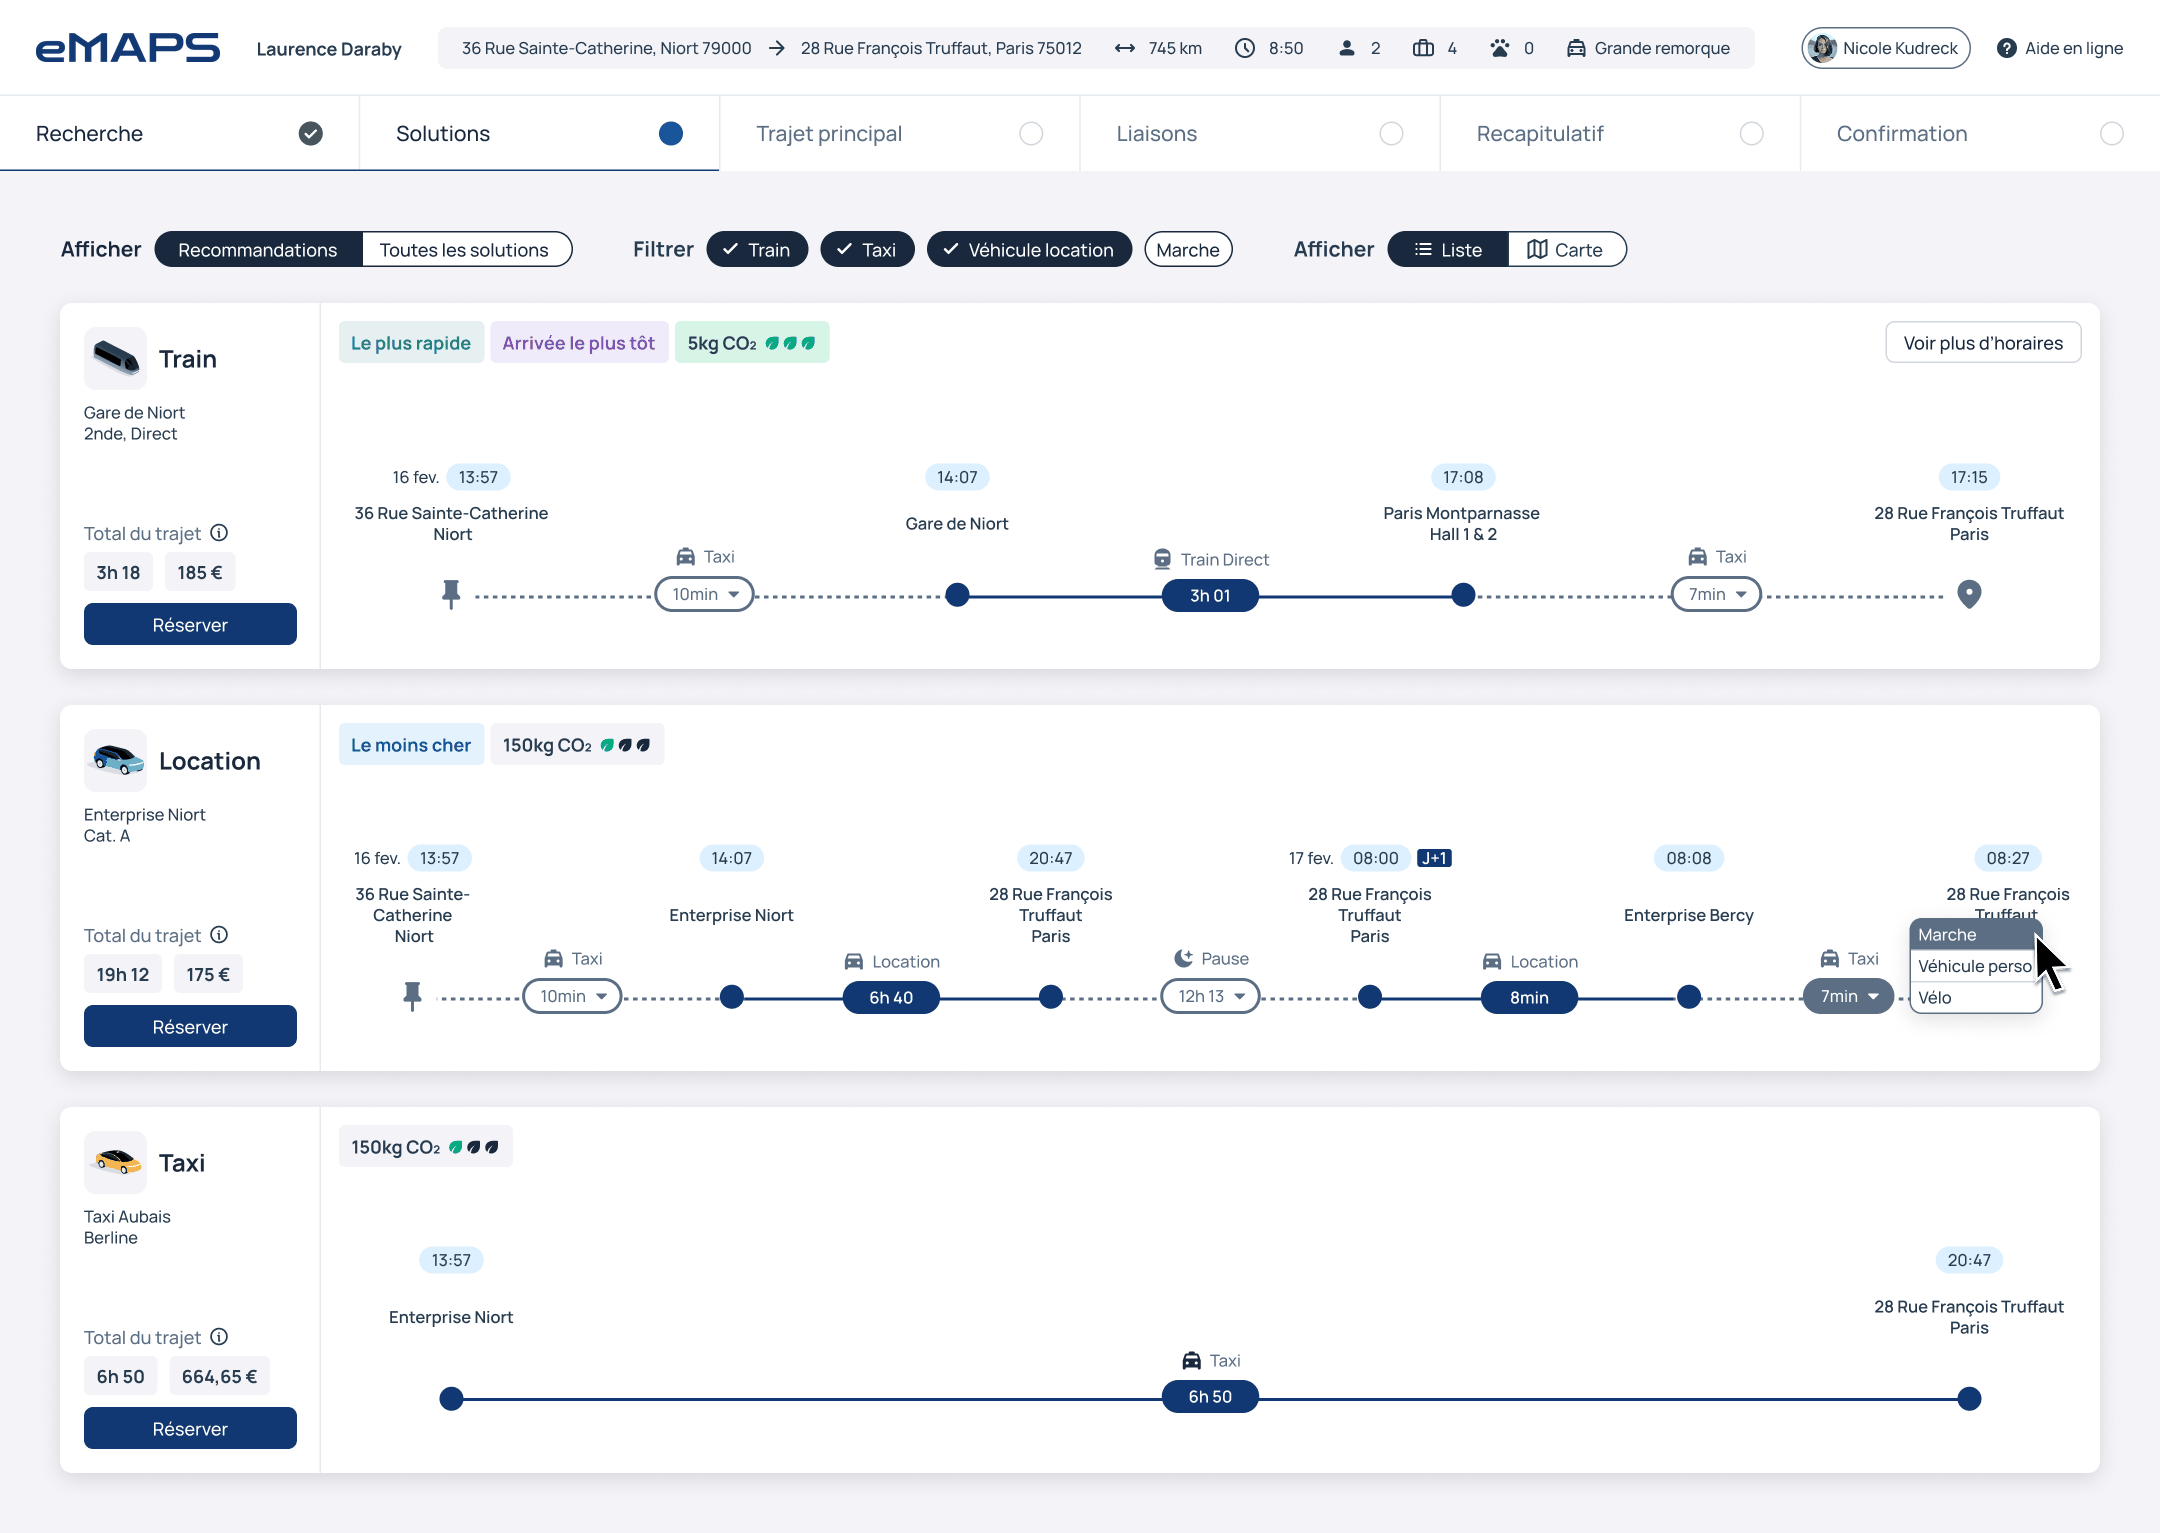 eMAPS
Laurence Daraby
36 Rue Sainte-Catherine, Niort 79000 → 28 Rue François Truffaut, Paris 75012
745 km
8:50
2
4
0
Grande remorque
Nicole Kudreck
Aide en ligne
Recherche
Solutions
Trajet principal
Liaisons
Recapitulatif
Confirmation
Afficher
Recommandations
Toutes les solutions
Filtrer
Train
Taxi
Véhicule location
Marche
Afficher
Liste
Carte
Train
Gare de Niort
2nde, Direct
Total du trajet
3h 18
185 €
Réserver
Le plus rapide
Arrivée le plus tôt
5kg CO₂
Voir plus d’horaires
16 fev. 13:57
36 Rue Sainte-Catherine
Niort
Taxi
10min
14:07
Gare de Niort
Train Direct
3h 01
17:08
Paris Montparnasse
Hall 1 & 2
Taxi
7min
17:15
28 Rue François Truffaut
Paris
Location
Enterprise Niort
Cat. A
Total du trajet
19h 12
175 €
Réserver
Le moins cher
150kg CO₂
16 fev. 13:57
36 Rue Sainte-
Catherine
Niort
Taxi
10min
14:07
Enterprise Niort
Location
6h 40
20:47
28 Rue François
Truffaut
Paris
Pause
12h 13
17 fev. 08:00 J+1
28 Rue François
Truffaut
Paris
Location
8min
08:08
Enterprise Bercy
Taxi
7min
08:27
28 Rue François
Truffaut
Marche
Véhicule perso
Vélo
Taxi
Taxi Aubais
Berline
Total du trajet
6h 50
664,65 €
Réserver
150kg CO₂
13:57
Enterprise Niort
Taxi
6h 50
20:47
28 Rue François Truffaut
Paris